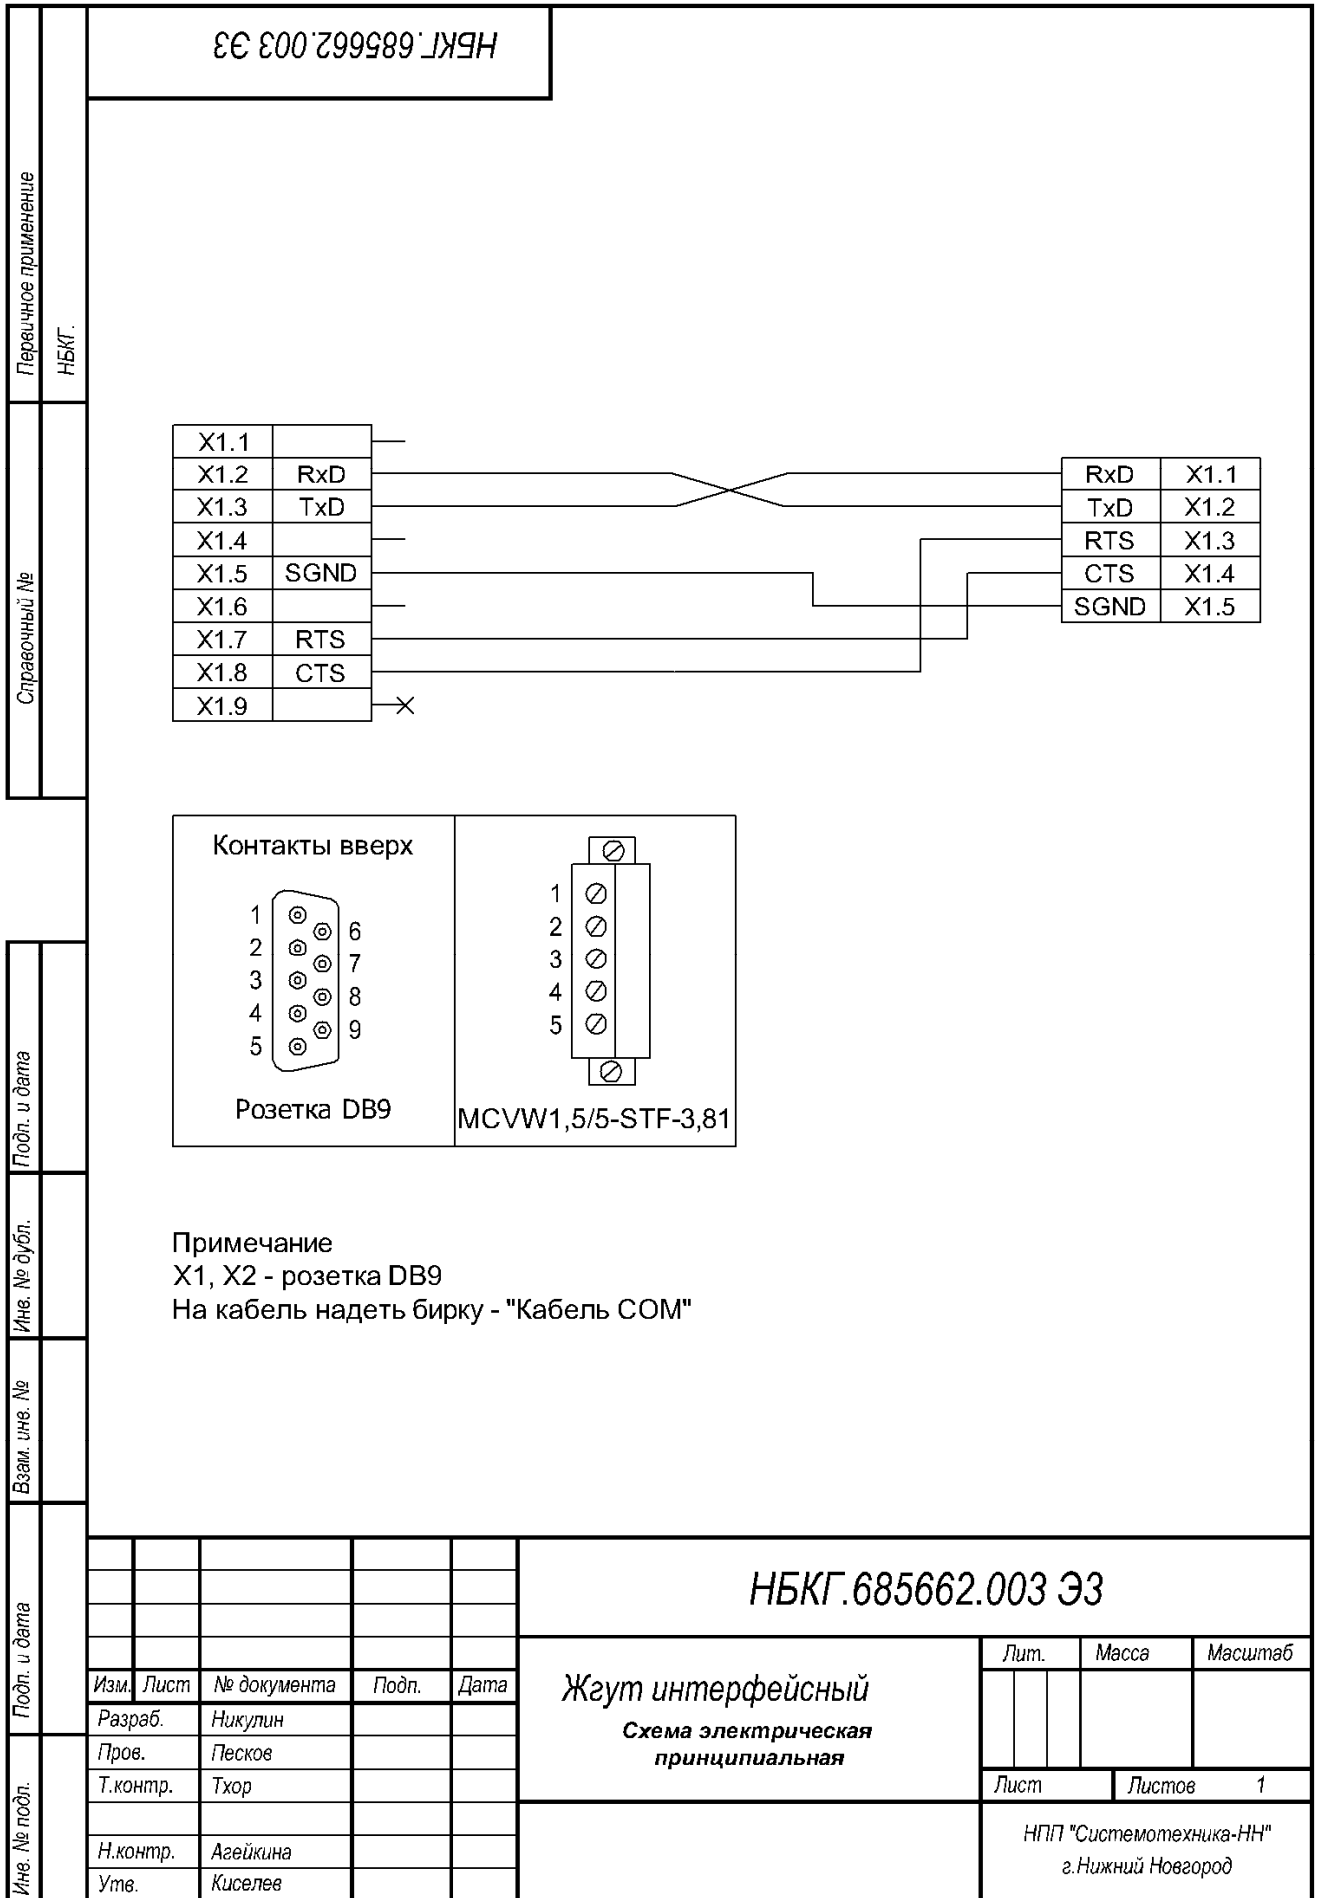 НБКГ.685662.003 ЭЗ
Первичное применение
НБКГ.
Справочный №
X1.1
X1.2 RxD
X1.3 TxD
X1.4
X1.5 SGND
X1.6
X1.7 RTS
X1.8 CTS
X1.9
RxD X1.1
TxD X1.2
RTS X1.3
CTS X1.4
SGND X1.5
Контакты вверх
1
2
3
4
5
6
7
8
9
Розетка DB9
1
2
3
4
5
MCVW1,5/5-STF-3,81
Примечание
X1, X2 - розетка DB9
На кабель надеть бирку - "Кабель COM"
Подп. и дата
Инв. № дубл.
Взам. инв. №
Подп. и дата
Инв. № подл.
НБКГ.685662.003 ЭЗ
Изм. Лист № документа Подп. Дата
Разраб. Никулин
Пров. Песков
Т.контр. Тхор
Н.контр. Агейкина
Утв. Киселев
Жгут интерфейсный
Схема электрическая
принципиальная
Лит. Масса Масштаб
Лист Листов 1
НПП "Системотехника-НН"
г.Нижний Новгород